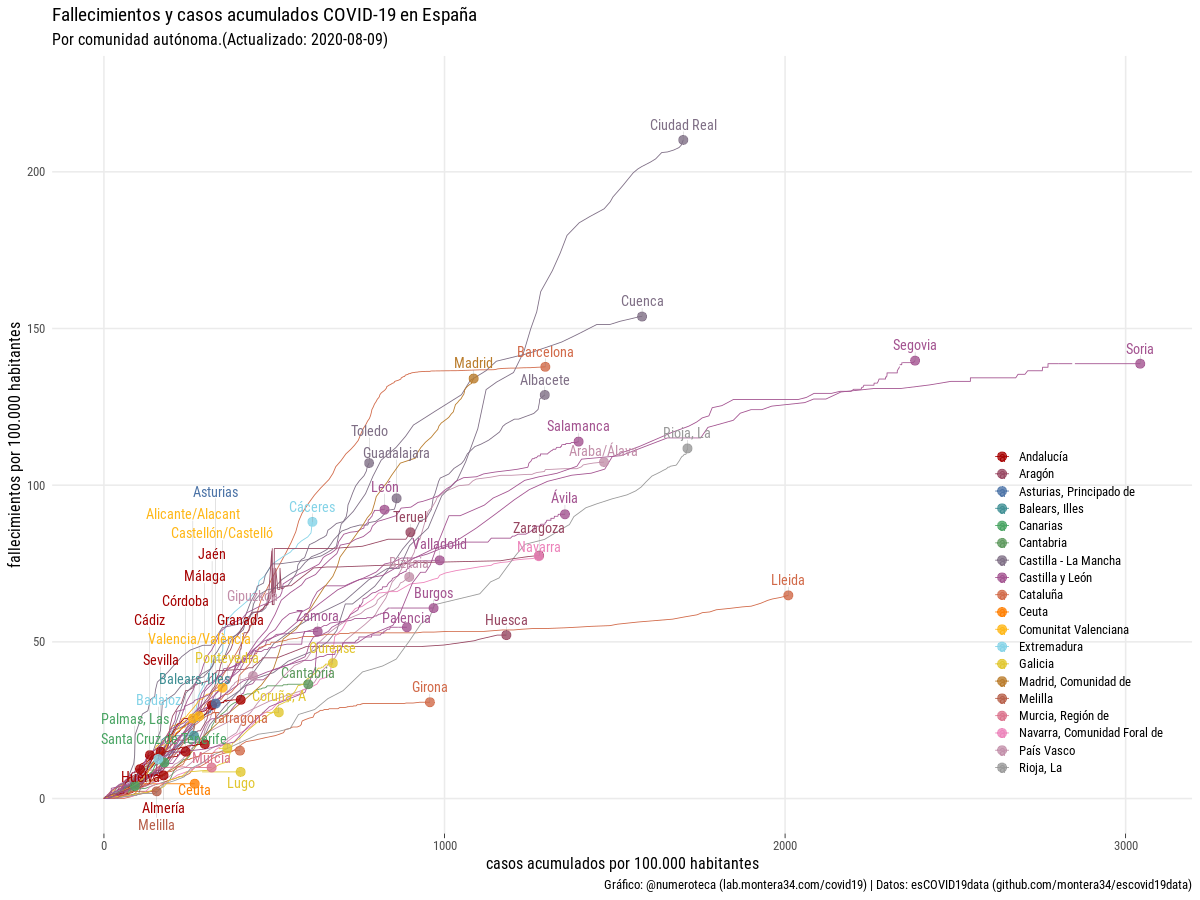 Fallecimientos y casos acumulados COVID-19 en España
Por comunidad autónoma.(Actualizado: 2020-08-09)
fallecimientos por 100.000 habitantes
200
150
100
50
0
Ciudad Real
Cuenca
Segovia
Soria
Barcelona
Madrid
Albacete
Salamanca
Toledo
Rioja, La
Guadalajara
Araba/Álava
León
Asturias
Ávila
Cáceres
Alicante/Alacant
Teruel
Zaragoza
Castellón/Castelló
Valladolid
Navarra
Jaén
Bizkaia
Málaga
Lleida
Gipuzkoa
Burgos
Córdoba
Zamora
Palencia
Huesca
Cádiz
Granada
Valencia/València
Ourense
Pontevedra
Sevilla
Cantabria
Balears, Illes
Girona
Coruña, A
Badajoz
Palmas, Las
Tarragona
Santa Cruz de Tenerife
Murcia
Huelva
Lugo
Ceuta
Almería
Melilla
Andalucía
Aragón
Asturias, Principado de
Balears, Illes
Canarias
Cantabria
Castilla - La Mancha
Castilla y León
Cataluña
Ceuta
Comunitat Valenciana
Extremadura
Galicia
Madrid, Comunidad de
Melilla
Murcia, Región de
Navarra, Comunidad Foral de
País Vasco
Rioja, La
0
1000
2000
3000
casos acumulados por 100.000 habitantes
Gráfico: @numeroteca (lab.montera34.com/covid19) | Datos: esCOVID19data (github.com/montera34/escovid19data)